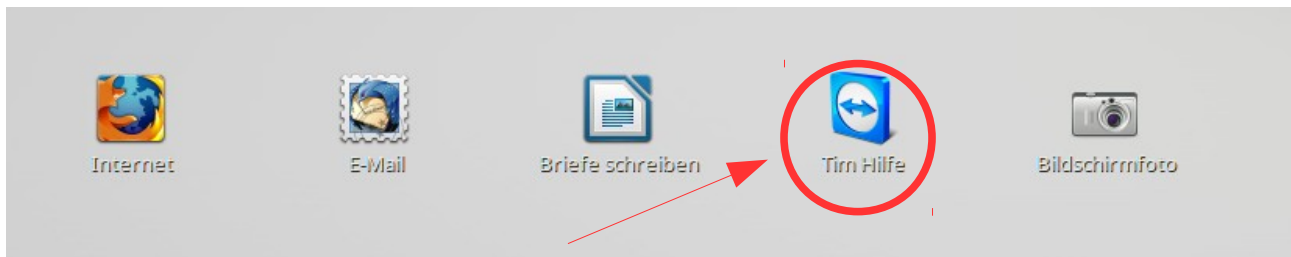 Internet
E-Mail
Briefe schreiben
Tim Hilfe
Bildschirmfoto